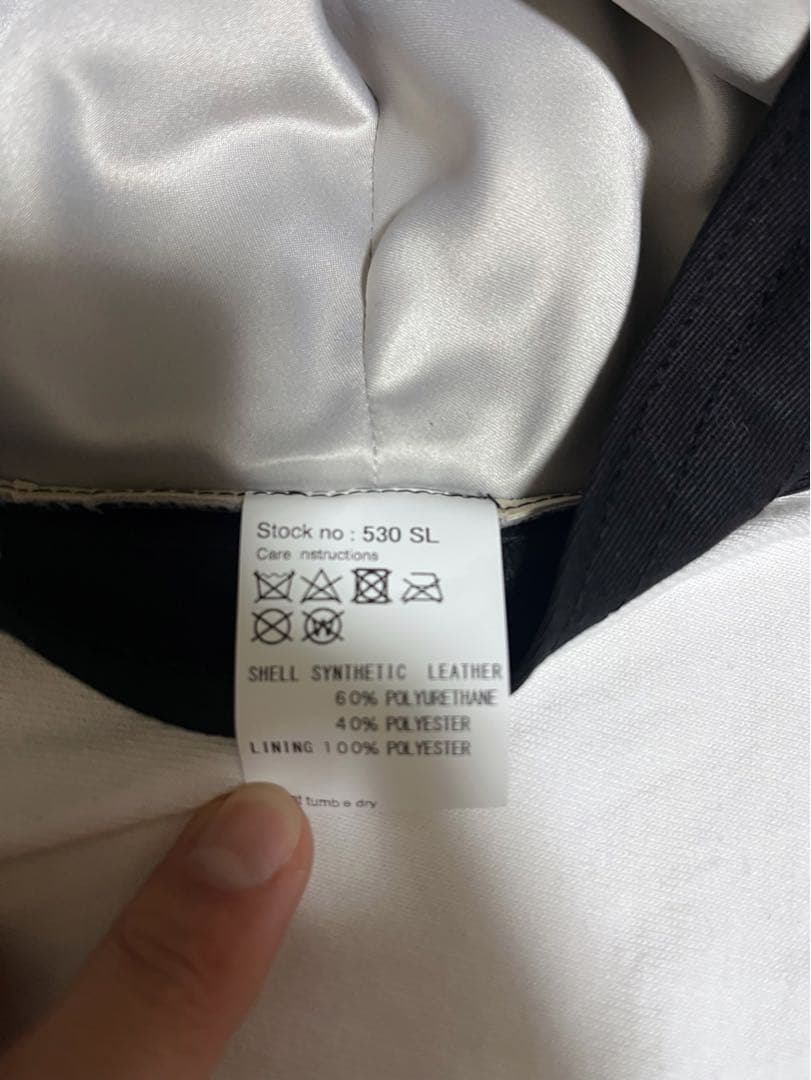 Stock no : 530 SL
Care nstructions
W
SHELL SYNTHETIC LEATHER
60% POLYURETHANE
40% POLYESTER
LINING 100% POLYESTER
tumb e dry